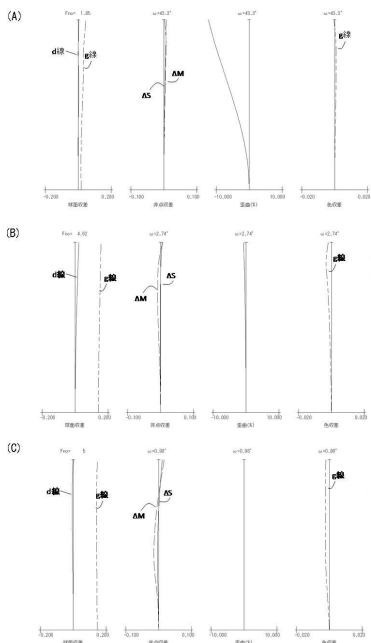 (A)
Fno= 1.85
ω=43.3°
ω=43.3°
ω=43.3°
d線
g線
ΔM
ΔS
g線
-0.200 0.200
球面収差
-0.100 0.100
非点収差
-10.000 10.000
歪曲(%)
-0.020 0.020
色収差
(B)
Fno= 4.62
ω=2.74°
ω=2.74°
ω=2.74°
d線
g線
ΔS
ΔM
g線
-0.200 0.200
球面収差
-0.100 0.100
非点収差
-10.000 10.000
歪曲(%)
-0.020 0.020
色収差
(C)
Fno= 5
ω=0.98°
ω=0.98°
ω=0.98°
d線
g線
ΔS
ΔM
g線
-0.200 0.200
球面収差
-0.100 0.100
非点収差
-10.000 10.000
歪曲(%)
-0.020 0.020
色収差